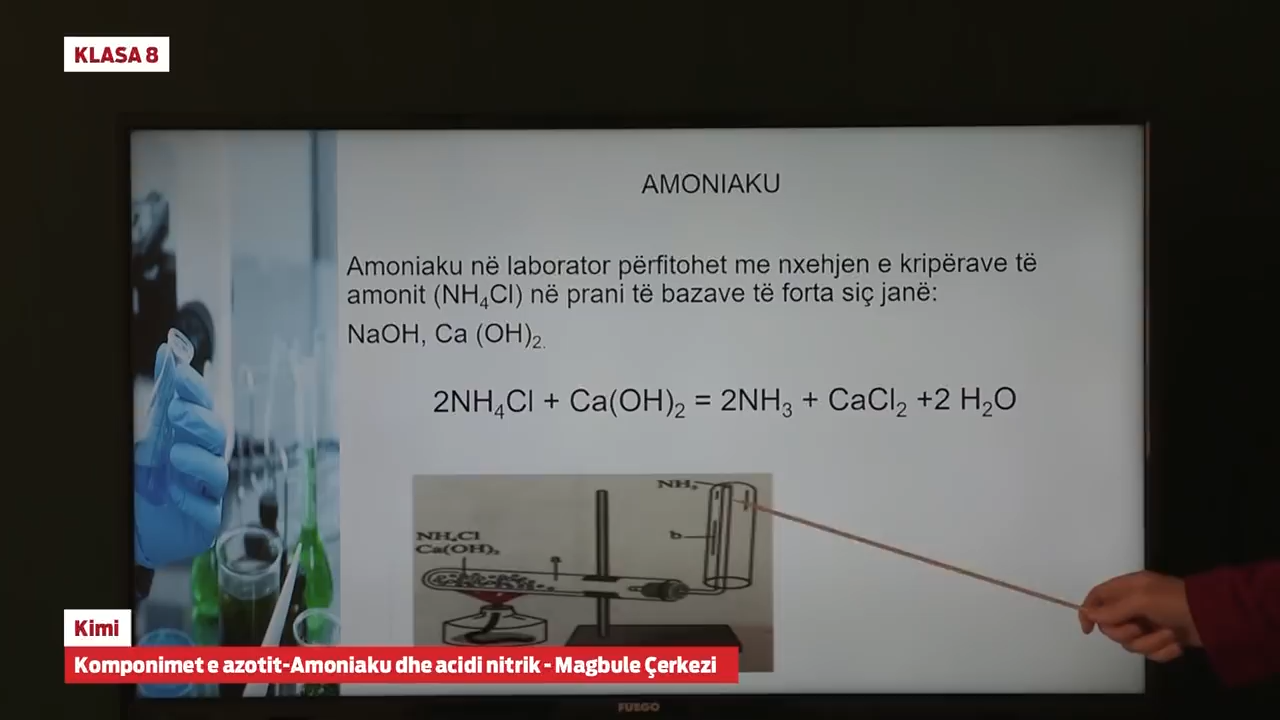 KLASA 8
AMONIAKU
Amoniaku në laborator përfitohet me nxehjen e kripërave të
amonit (NH₄Cl) në prani të bazave të forta siç janë:
NaOH, Ca (OH)₂.
2NH₄Cl + Ca(OH)₂ = 2NH₃ + CaCl₂ +2 H₂O
NH₃
NH₄Cl
Ca(OH)₂
a
b
Kimi
Komponimet e azotit-Amoniaku dhe acidi nitrik - Magbule Çerkezi
FUEGO